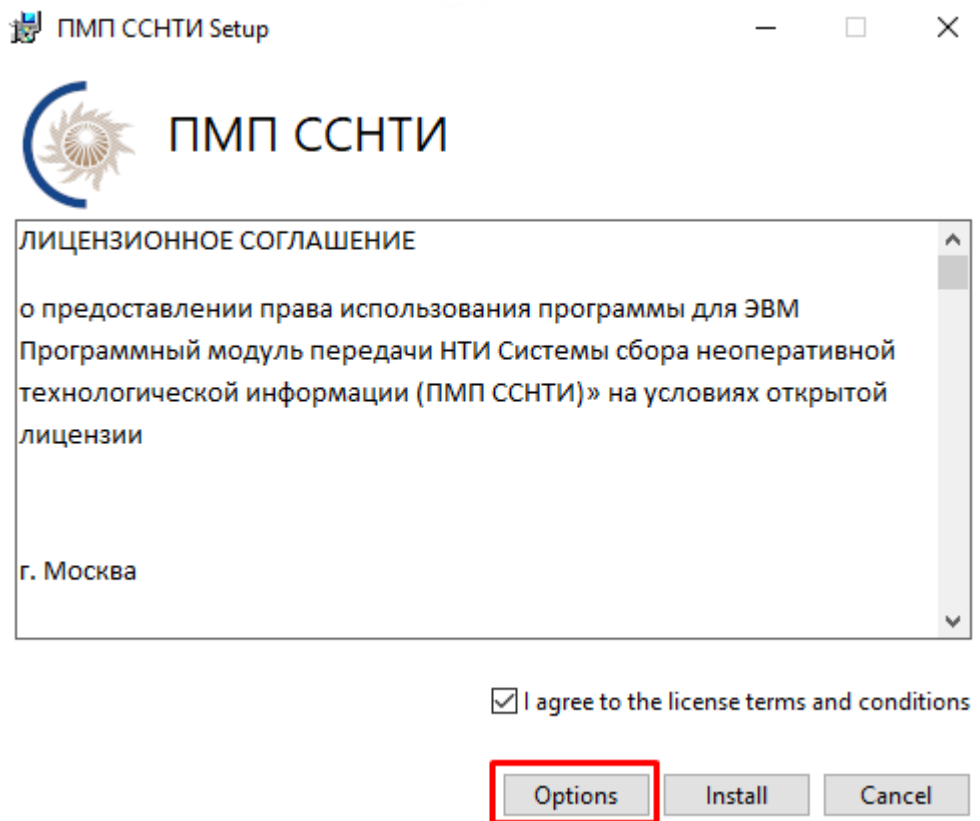 ПМП ССНТИ Setup
ПМП ССНТИ
ЛИЦЕНЗИОННОЕ СОГЛАШЕНИЕ
о предоставлении права использования программы для ЭВМ
Программный модуль передачи НТИ Системы сбора неоперативной
технологической информации (ПМП ССНТИ)» на условиях открытой
лицензии
г. Москва
I agree to the license terms and conditions
Options Install Cancel